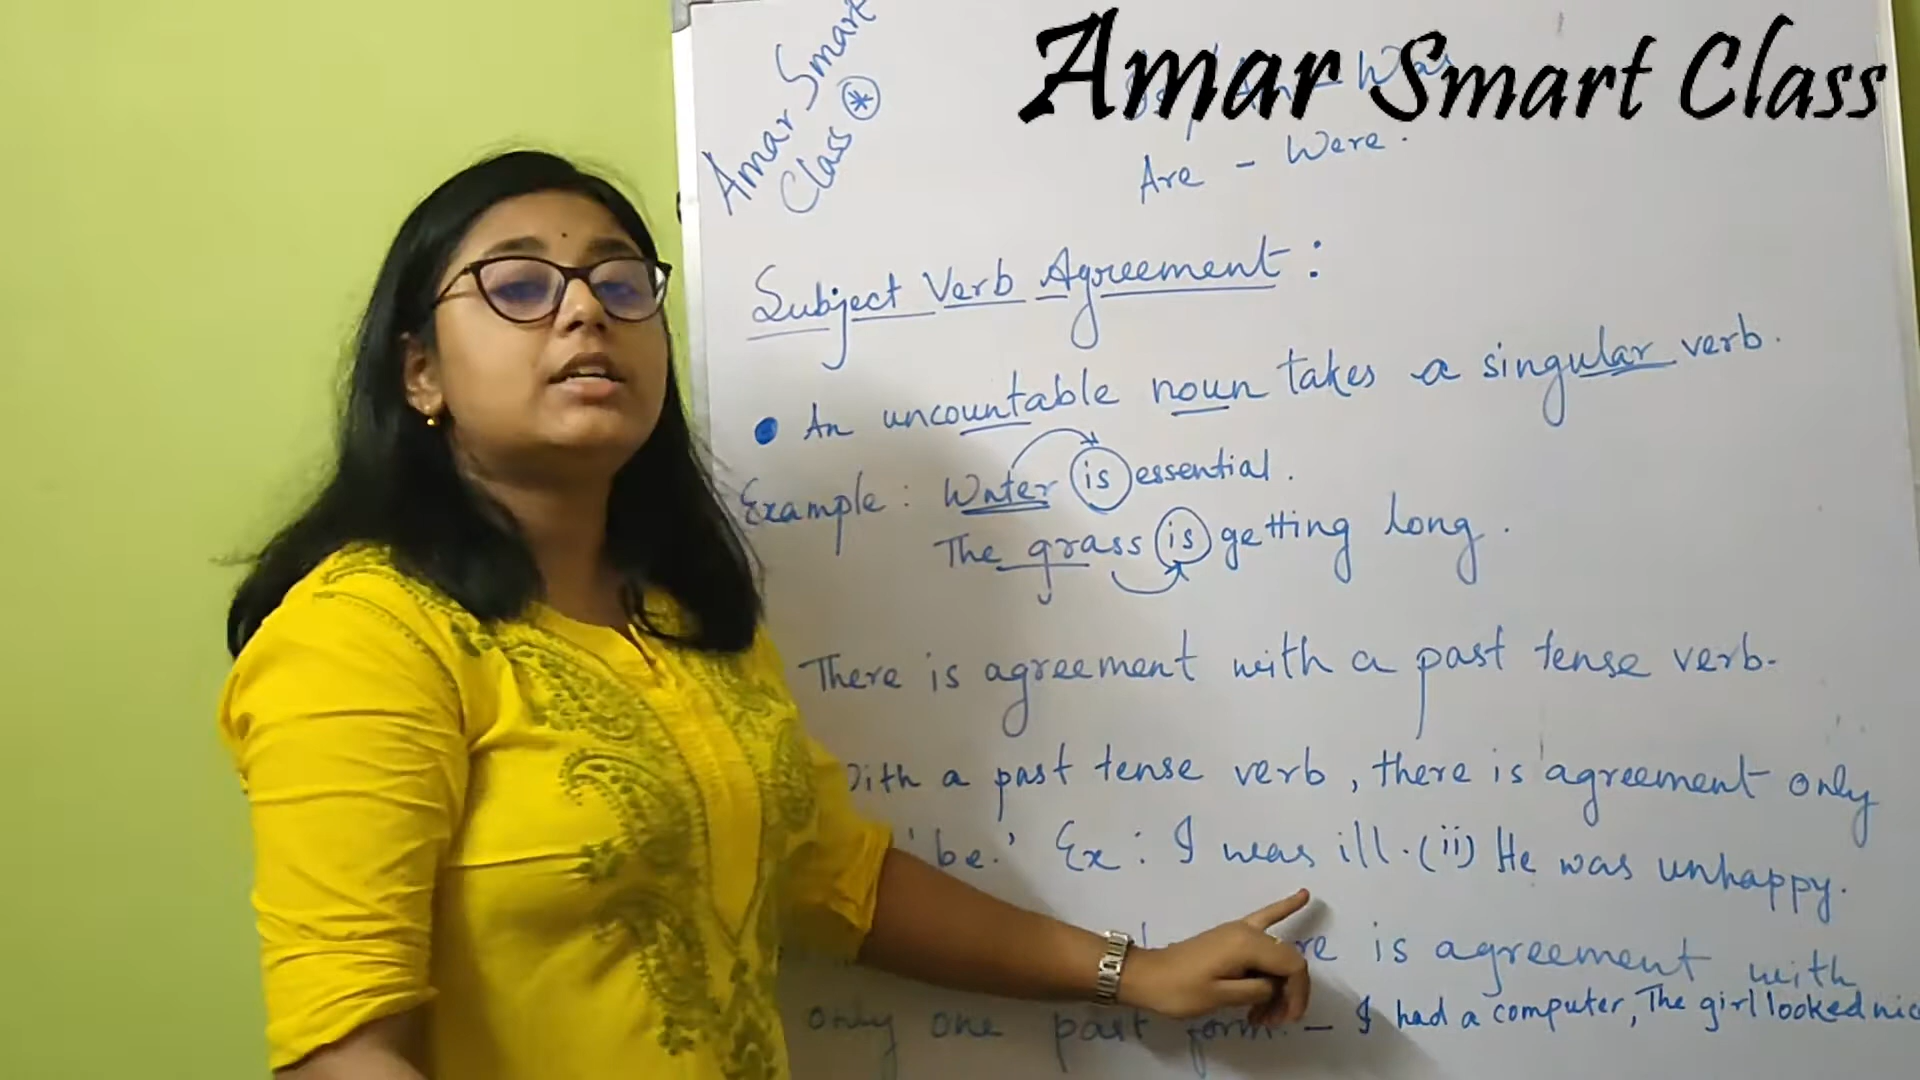 Amar Smart Class
Amar Smart
Class
Was
Are - Were.
Subject Verb Agreement :
An uncountable noun takes a singular verb.
Example : Water is essential.
The grass is getting long.
There is agreement with a past tense verb.
With a past tense verb, there is agreement only
'be.' Ex : I was ill. (ii) He was unhappy.
is agreement with
only one past form. – I had a computer, The girl looked